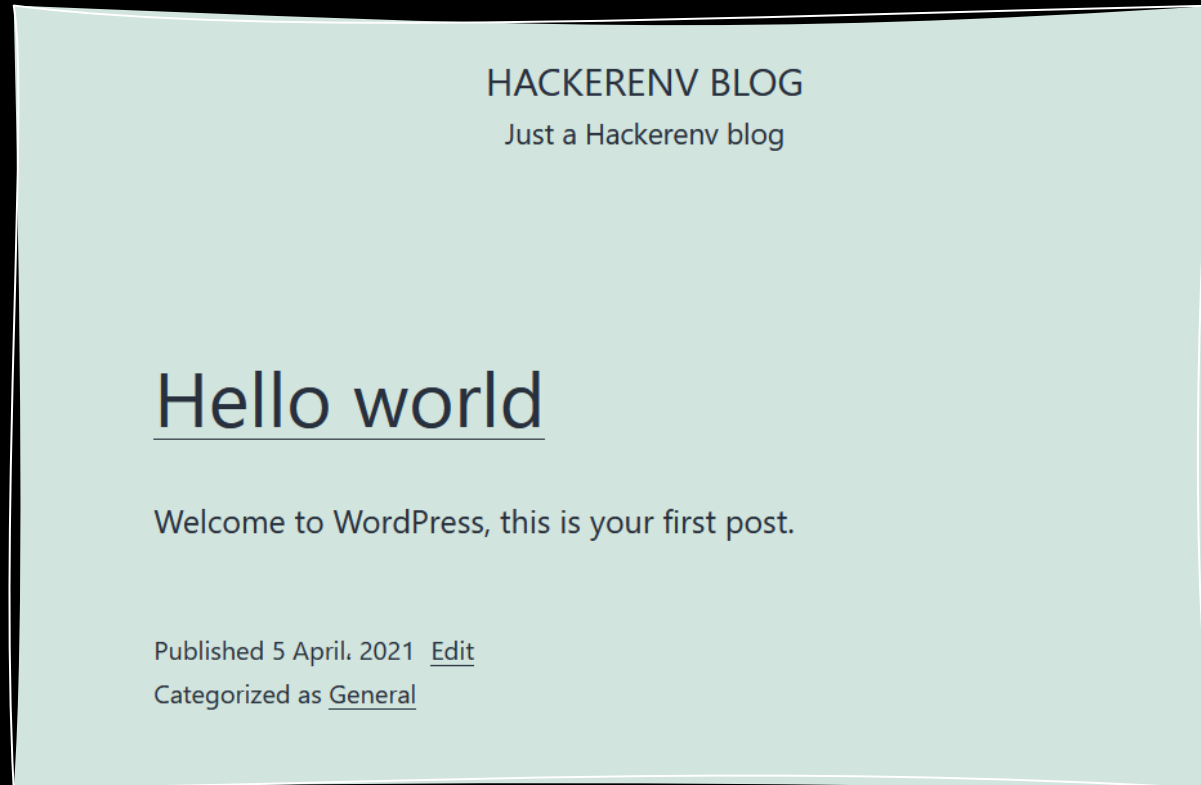 HACKERENV BLOG
Just a Hackerenv blog
Hello world
Welcome to WordPress, this is your first post.
Published 5 April، 2021 Edit
Categorized as General